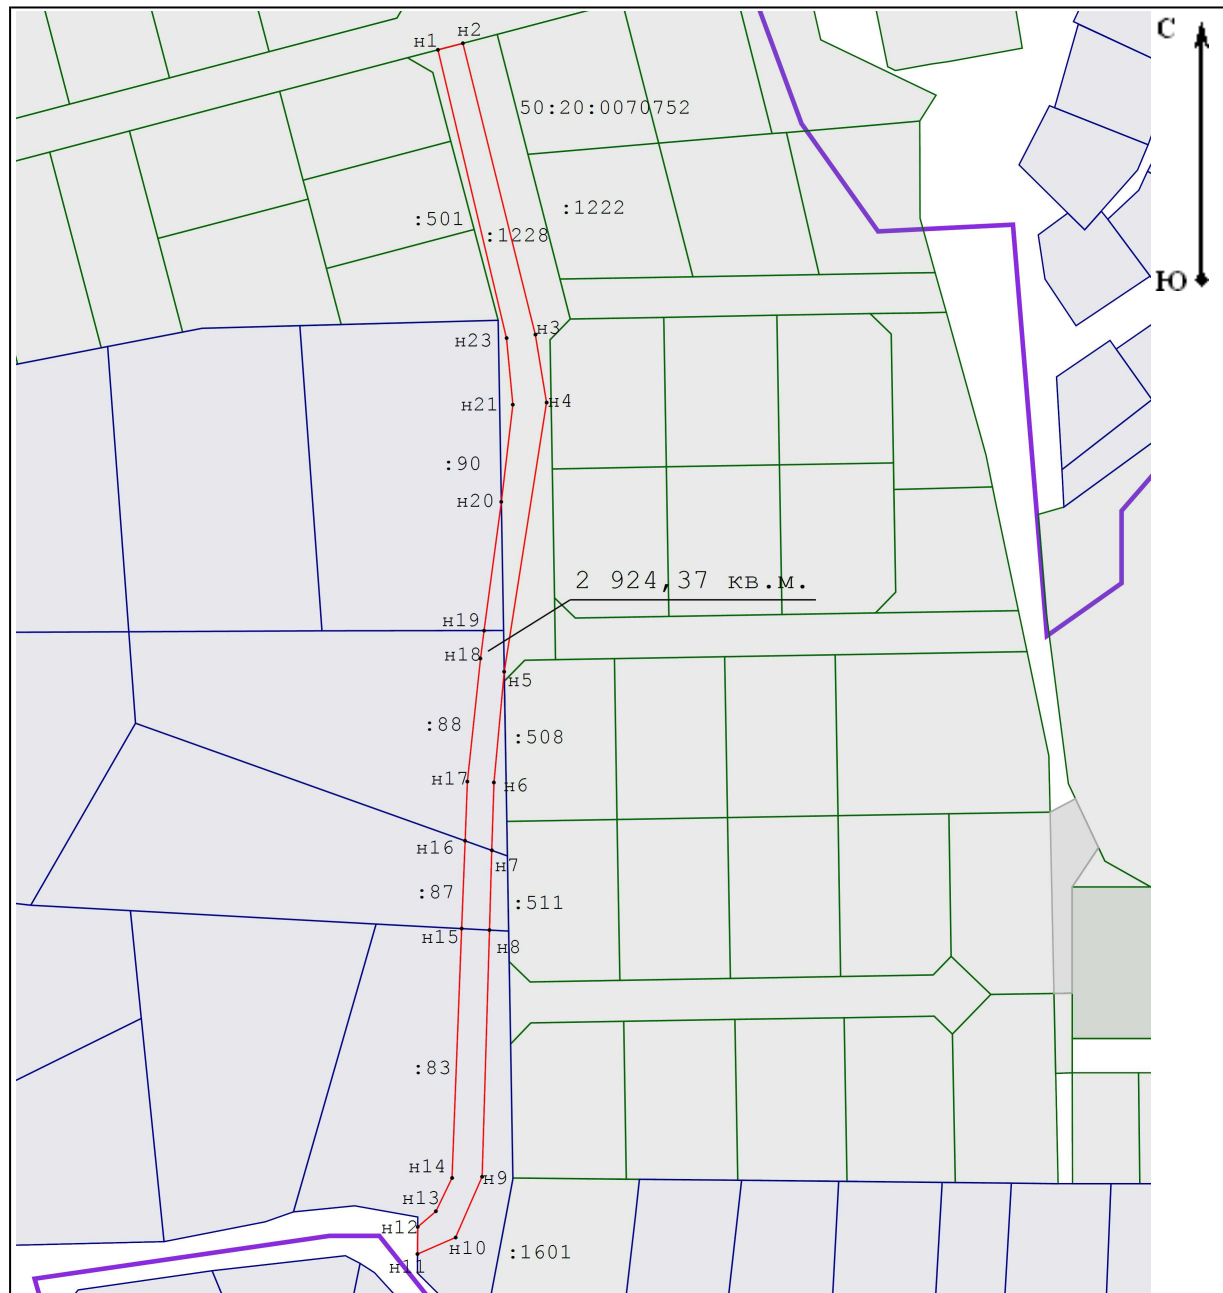 С
н2
н1
50:20:0070752
:1222
:501
:1228
Ю
н3
н23
н4
н21
:90
н20
2 924,37 кв.м.
н19
н18
н5
:88
:508
н17
н6
н16
н7
:87
:511
н15
н8
:83
н14
н9
н13
н12
н10
:1601
н11